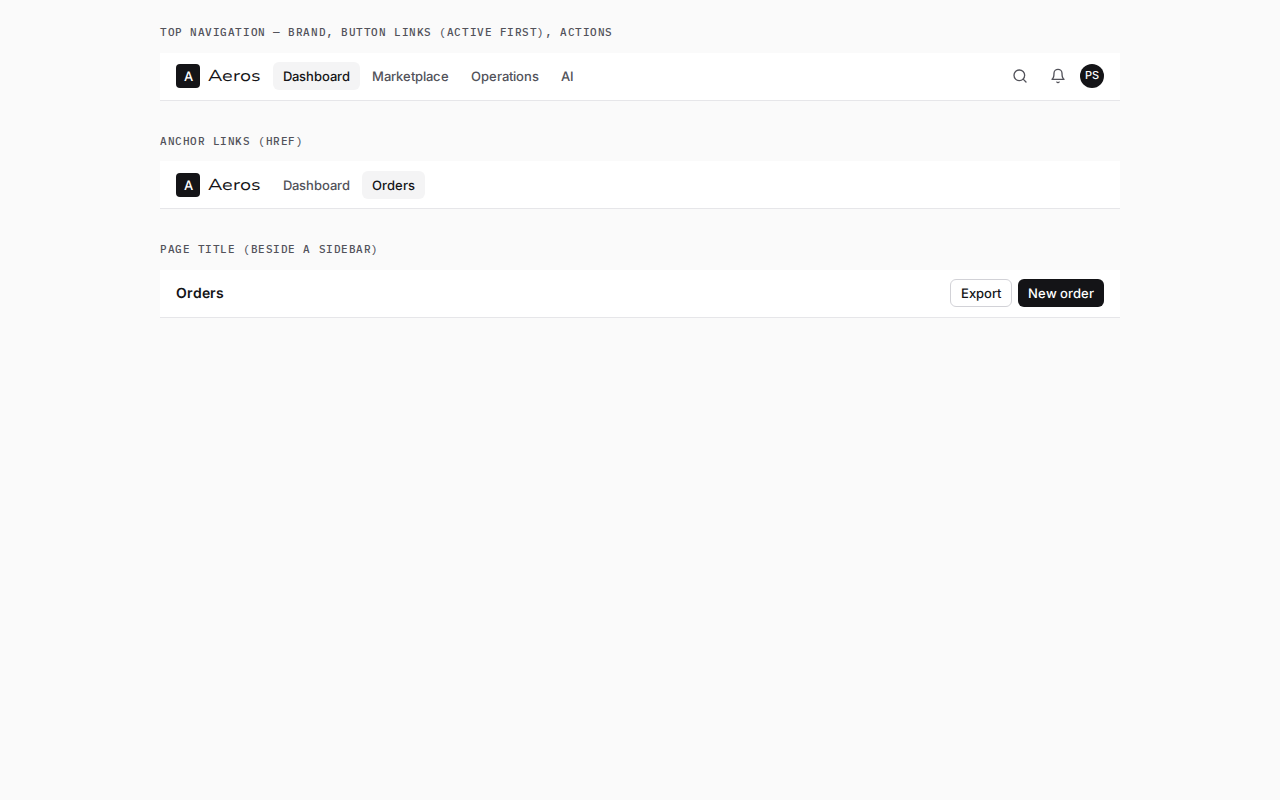 TOP NAVIGATION — BRAND, BUTTON LINKS (ACTIVE FIRST), ACTIONS
A Aeros Dashboard Marketplace Operations AI PS
ANCHOR LINKS (HREF)
A Aeros Dashboard Orders
PAGE TITLE (BESIDE A SIDEBAR)
Orders Export New order